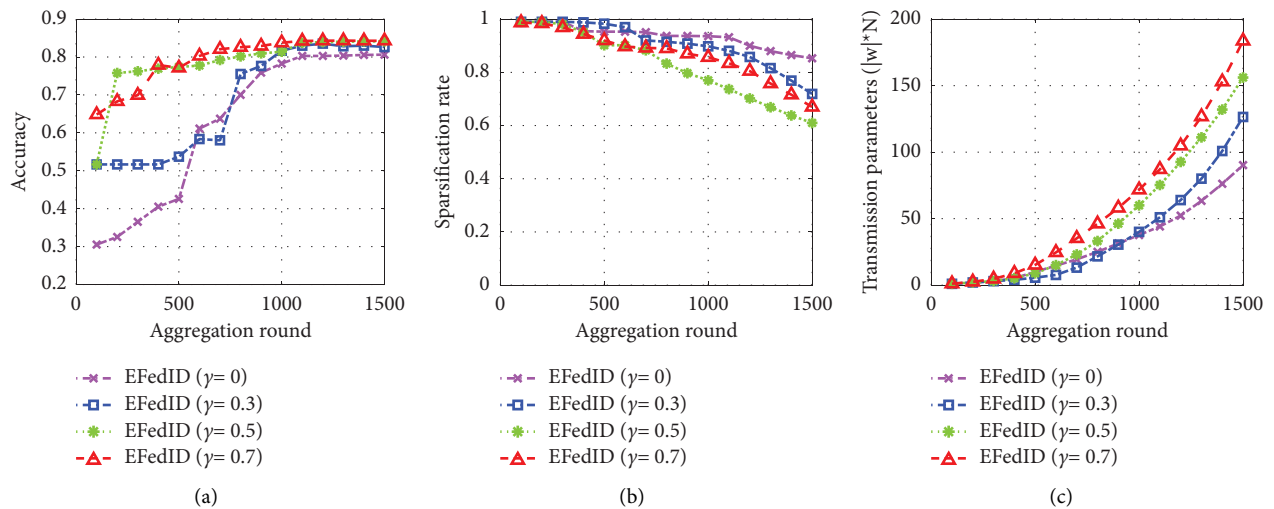 Accuracy
0.9
0.8
0.7
0.6
0.5
0.4
0.3
0.2
0
500
1000
1500
Aggregation round
EFedID (γ= 0)
EFedID (γ= 0.3)
EFedID (γ= 0.5)
EFedID (γ= 0.7)
(a)
Sparsification rate
1
0.8
0.6
0.4
0.2
0
0
500
1000
1500
Aggregation round
EFedID (γ= 0)
EFedID (γ= 0.3)
EFedID (γ= 0.5)
EFedID (γ= 0.7)
(b)
Transmission parameters (|w|*N)
200
150
100
50
0
0
500
1000
1500
Aggregation round
EFedID (γ= 0)
EFedID (γ= 0.3)
EFedID (γ= 0.5)
EFedID (γ= 0.7)
(c)